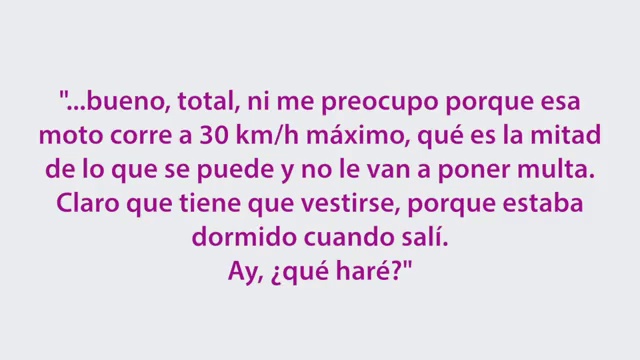 "...bueno, total, ni me preocupo porque esa
moto corre a 30 km/h máximo, qué es la mitad
de lo que se puede y no le van a poner multa.
Claro que tiene que vestirse, porque estaba
dormido cuando salí.
Ay, ¿qué haré?"